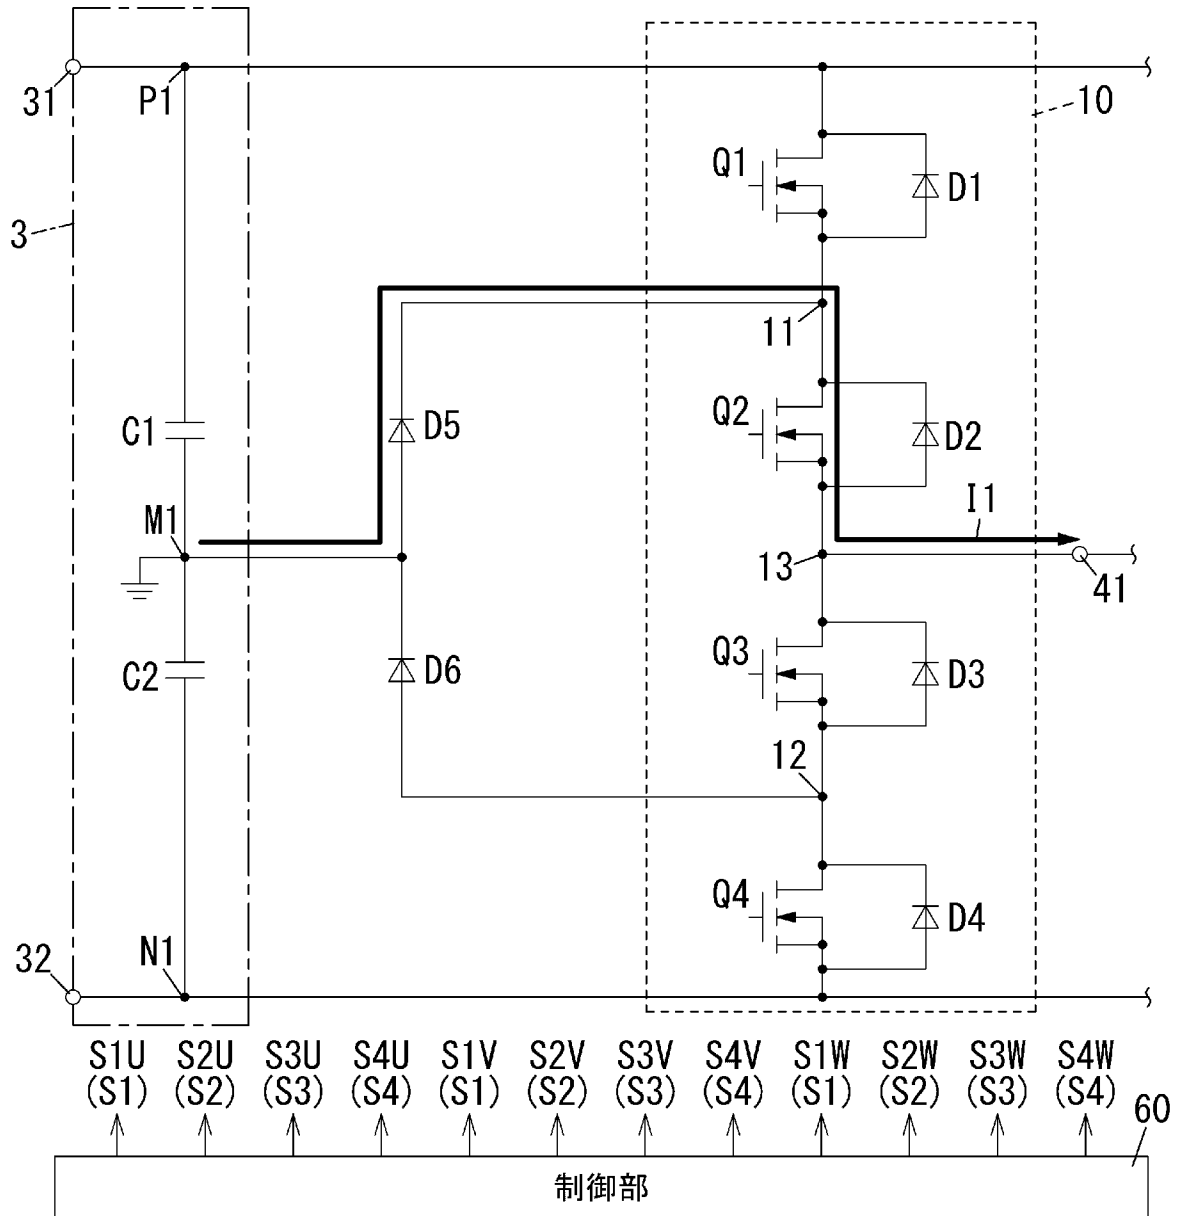 31
P1
10
Q1
D1
3
11
C1
D5
Q2
D2
M1
I1
13
41
C2
D6
Q3
D3
12
Q4
D4
32
N1
S1U S2U S3U S4U S1V S2V S3V S4V S1W S2W S3W S4W
(S1) (S2) (S3) (S4) (S1) (S2) (S3) (S4) (S1) (S2) (S3) (S4)
60
制御部